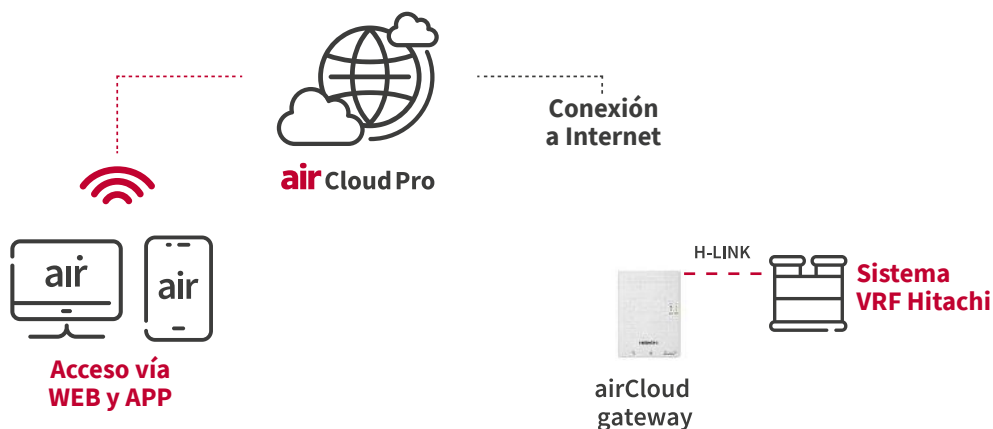 Conexión
a Internet
air Cloud Pro
air
air
H-LINK
Sistema
VRF Hitachi
Acceso vía
WEB y APP
airCloud
gateway